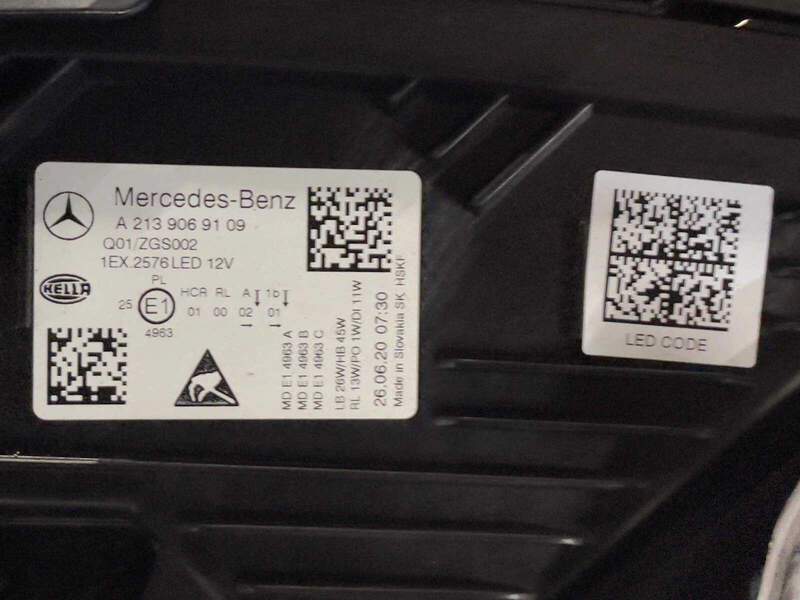 Mercedes-Benz
A 213 906 91 09
Q01/ZGS002
1EX.2576 LED 12V
HELLA
PL
25 E1
4963
HCR RL A 1b
01 00 02 01
MD E1 4963 A
MD E1 4963 B
MD E1 4963 C
LB 26W/HB 45W
RL 13W/PO 1W/DI 11W
26.06.20 07:30
Made in Slovakia SK HSKF
LED CODE